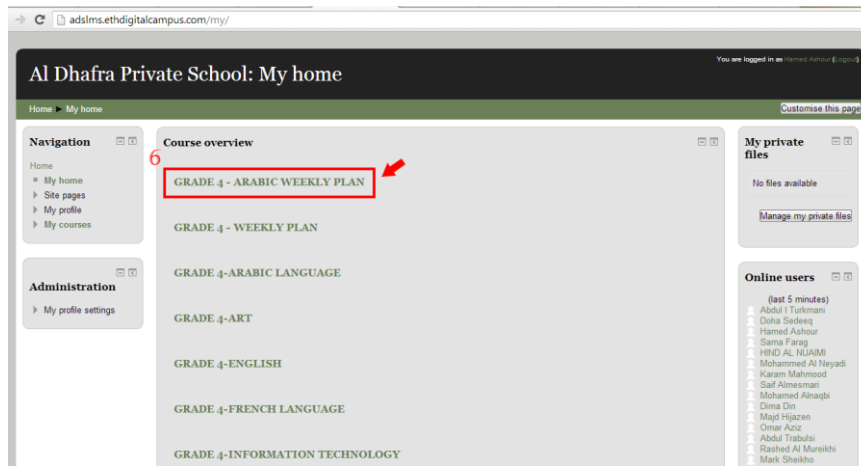 adslms.ethdigitalcampus.com/my/
Al Dhafra Private School: My home
You are logged in as Hamed Ashour (Logout)
Home ► My home
Customise this page
Navigation
Home
My home
Site pages
My profile
My courses
Administration
My profile settings
Course overview
6
GRADE 4 - ARABIC WEEKLY PLAN
GRADE 4 - WEEKLY PLAN
GRADE 4-ARABIC LANGUAGE
GRADE 4-ART
GRADE 4-ENGLISH
GRADE 4-FRENCH LANGUAGE
GRADE 4-INFORMATION TECHNOLOGY
My private
files
No files available
Manage my private files
Online users
(last 5 minutes)
Abdul I Turkmani
Doha Sedeeq
Hamed Ashour
Sama Farag
HIND AL NUAIMI
Mohammed Al Neyadi
Karam Mahmood
Saif Almesmari
Mohamed Alnaqbi
Dima Din
Majd Hijazen
Omar Aziz
Abdul Trabulsi
Rashed Al Mureikhi
Mark Sheikho